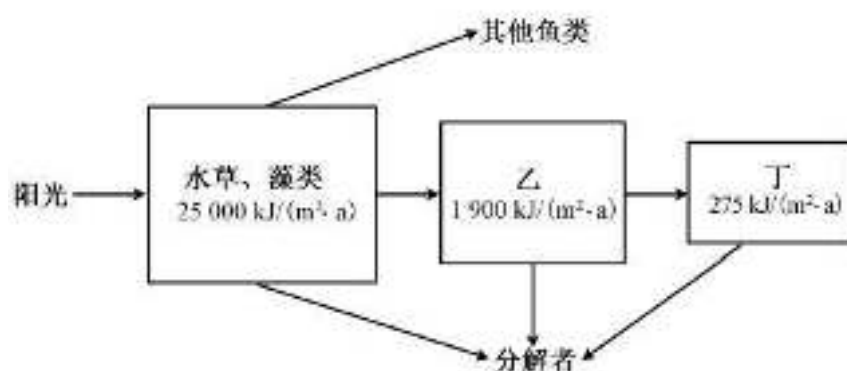 其他鱼类
阳光
水草、藻类
25 000 kJ/(m²·a)
乙
1 900 kJ/(m²·a)
丁
275 kJ/(m²·a)
分解者